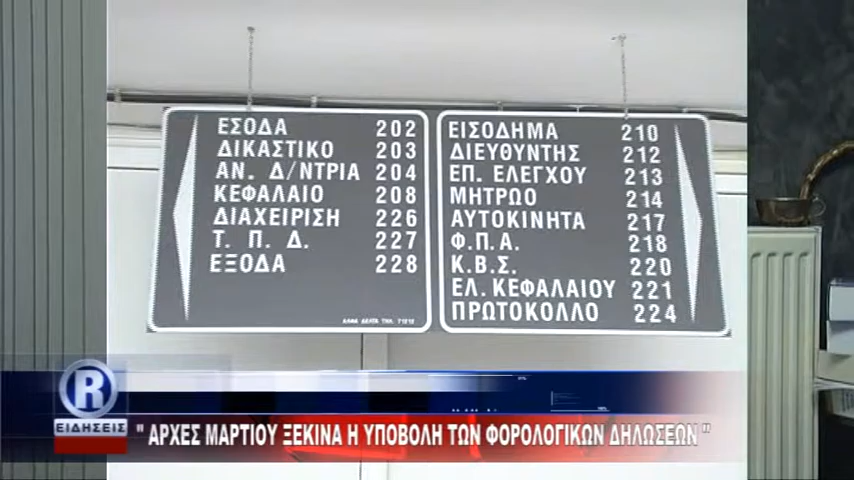 ΕΣΟΔΑ 202
ΔΙΚΑΣΤΙΚΟ 203
ΑΝ. Δ/ΝΤΡΙΑ 204
ΚΕΦΑΛΑΙΟ 208
ΔΙΑΧΕΙΡΙΣΗ 226
Τ. Π. Δ. 227
ΕΞΟΔΑ 228
ΕΙΣΟΔΗΜΑ 210
ΔΙΕΥΘΥΝΤΗΣ 212
ΕΠ. ΕΛΕΓΧΟΥ 213
ΜΗΤΡΩΟ 214
ΑΥΤΟΚΙΝΗΤΑ 217
Φ.Π.Α. 218
Κ.Β.Σ. 220
ΕΛ. ΚΕΦΑΛΑΙΟΥ 221
ΠΡΩΤΟΚΟΛΛΟ 224
R
ΕΙΔΗΣΕΙΣ
" ΑΡΧΕΣ ΜΑΡΤΙΟΥ ΞΕΚΙΝΑ Η ΥΠΟΒΟΛΗ ΤΩΝ ΦΟΡΟΛΟΓΙΚΩΝ ΔΗΛΩΣΕΩΝ "